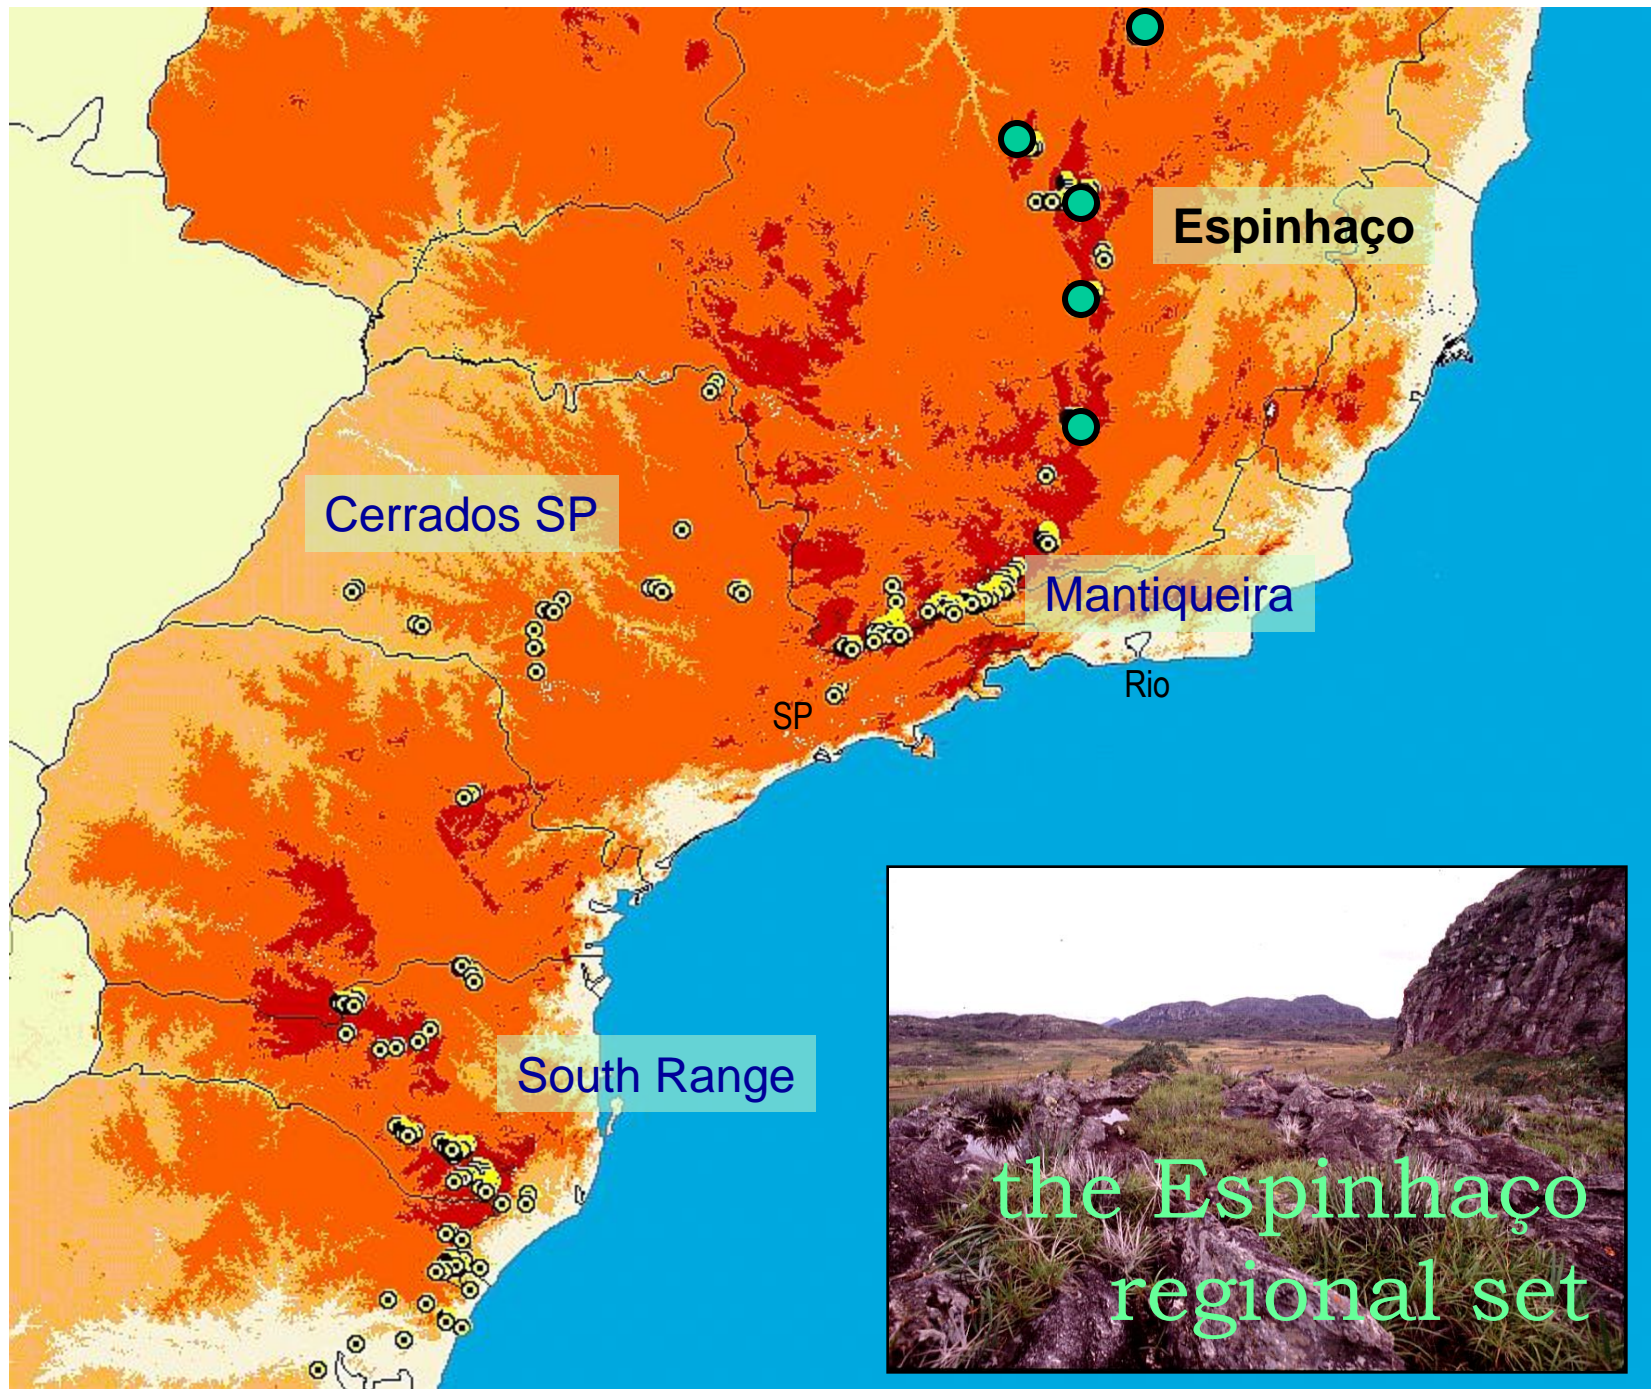 Espinhaço
Cerrados SP
Mantiqueira
Rio
SP
South Range
the Espinhaço
regional set